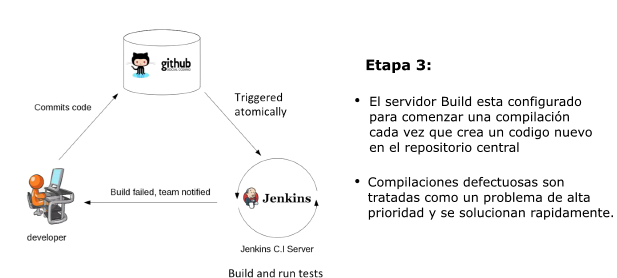 github
SOCIAL CODING
Commits code
Triggered
atomically
Build failed, team notified
Jenkins
developer
Jenkins C.I Server
Build and run tests
Etapa 3:
• El servidor Build esta configurado
para comenzar una compilación
cada vez que crea un codigo nuevo
en el repositorio central
• Compilaciones defectuosas son
tratadas como un problema de alta
prioridad y se solucionan rapidamente.